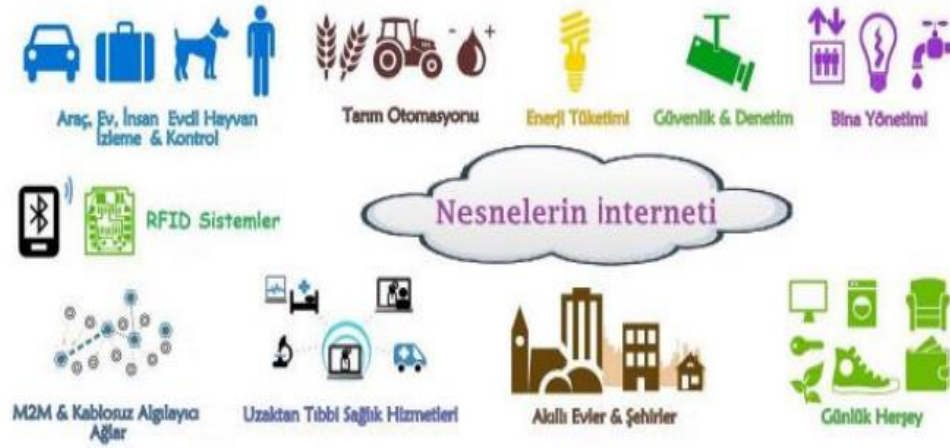 Araç, Ev, İnsan Evcil Hayvan
İzleme & Kontrol
Tarım Otomasyonu
Enerji Tüketimi
Güvenlik & Denetim
Bina Yönetimi
Nesnelerin İnterneti
RFID Sistemler
M2M & Kablosuz Algılayıcı
Ağlar
Uzaktan Tıbbi Sağlık Hizmetleri
Akıllı Evler & Şehirler
Günlük Herşey